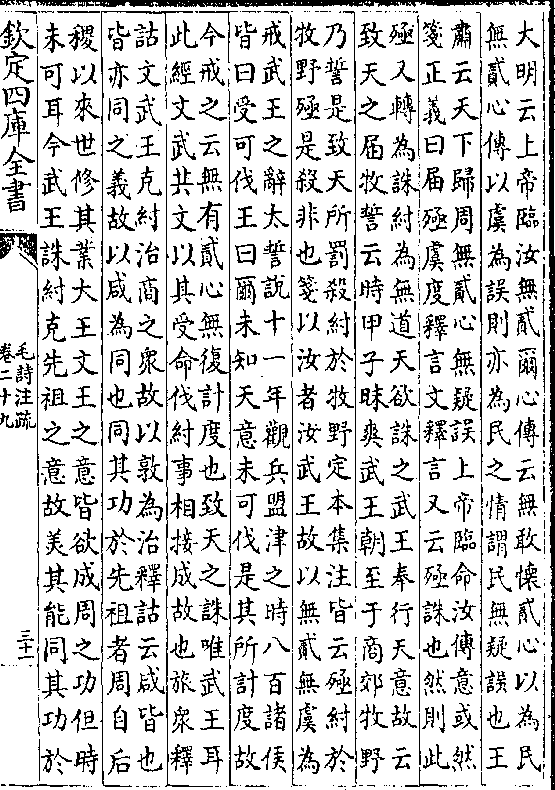 大明云上帝臨汝無貳爾心傳云無敢懷貳心以為民
無貳心傳以虞為誤則亦為民之情謂民無疑誤也王
肅云天下歸周無貳心無疑誤上帝臨命汝傳意或然
箋正義曰屆殛虞度釋言文釋言又云殛誅也然則此
殛又轉為誅紂為無道天欲誅之武王奉行天意故云
致天之屆牧誓云時甲子昧爽武王朝至于商郊牧野
乃誓是致天所罰殺紂於牧野定本集注皆云殛紂於
牧野殛是殺非也箋以汝者汝武王故以無貳無虞為
戒武王之辭太誓說十一年觀兵盟津之時八百諸侯
皆曰受可伐王曰爾未知天意未可伐是其所計度故
今戒之云無有貳心無復計度也致天之誅唯武王耳
此經文武共文以其受命伐紂事相接成故也旅衆釋
詁文武王克紂治商之衆故以敦為治釋詁云咸皆也
皆亦同之義故以咸為同也同其功於先祖者周自后
稷以來世修其業大王文王之意皆欲成周之功但時
未可耳今武王誅紂克先祖之意故美其能同其功於
欽定四庫全書
毛詩注疏
卷二十九
三十一